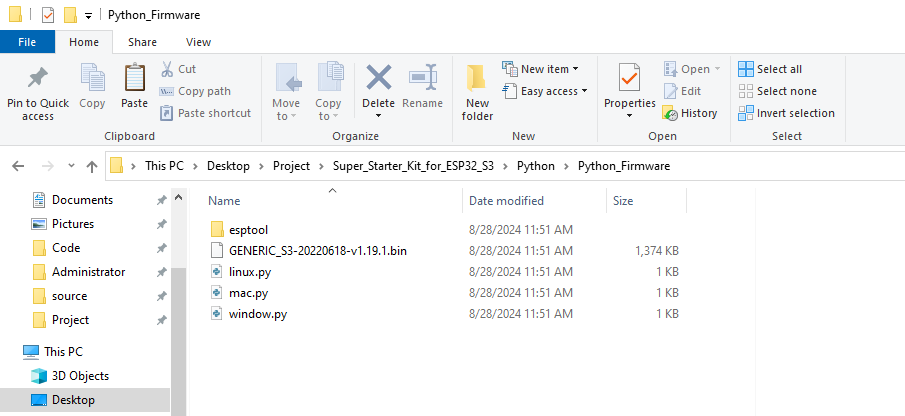 Python_Firmware
File Home Share View
Pin to Quick access
Copy
Paste
Cut
Copy path
Paste shortcut
Clipboard
Move to
Copy to
Delete
Rename
Organize
New folder
New item
Easy access
New
Properties
Open
Edit
History
Open
Select all
Select none
Invert selection
Select
This PC > Desktop > Project > Super_Starter_Kit_for_ESP32_S3 > Python > Python_Firmware
Documents
Pictures
Code
Administrator
source
Project
This PC
3D Objects
Desktop
Name Date modified Size
esptool 8/28/2024 11:51 AM
GENERIC_S3-20220618-v1.19.1.bin 8/28/2024 11:51 AM 1,374 KB
linux.py 8/28/2024 11:51 AM 1 KB
mac.py 8/28/2024 11:51 AM 1 KB
window.py 8/28/2024 11:51 AM 1 KB